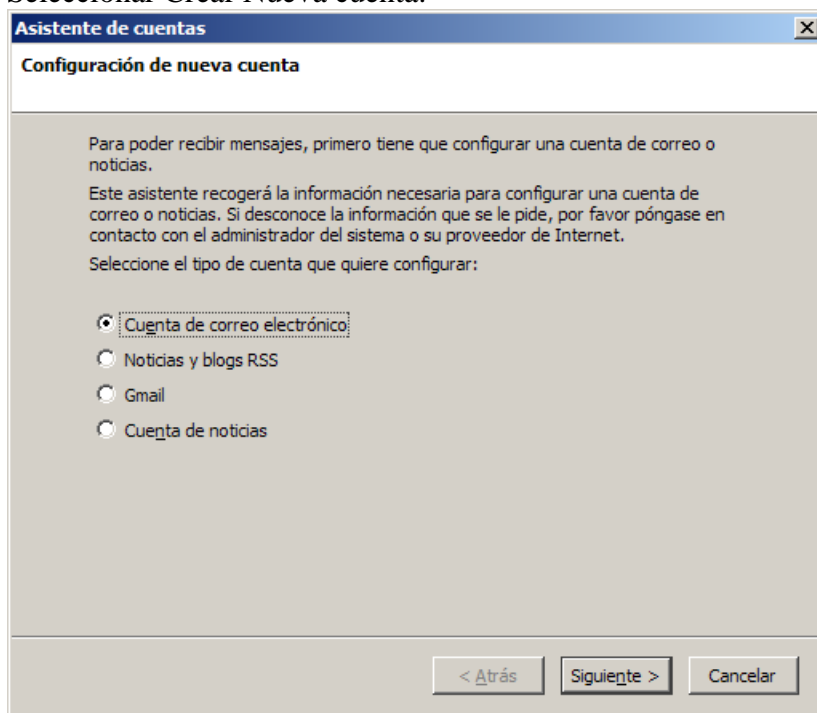 Seleccionar Crear Nueva cuenta.
Asistente de cuentas
Configuración de nueva cuenta
Para poder recibir mensajes, primero tiene que configurar una cuenta de correo o
noticias.
Este asistente recogerá la información necesaria para configurar una cuenta de
correo o noticias. Si desconoce la información que se le pide, por favor póngase en
contacto con el administrador del sistema o su proveedor de Internet.
Seleccione el tipo de cuenta que quiere configurar:
Cuenta de correo electrónico
Noticias y blogs RSS
Gmail
Cuenta de noticias
< Atrás Siguiente > Cancelar